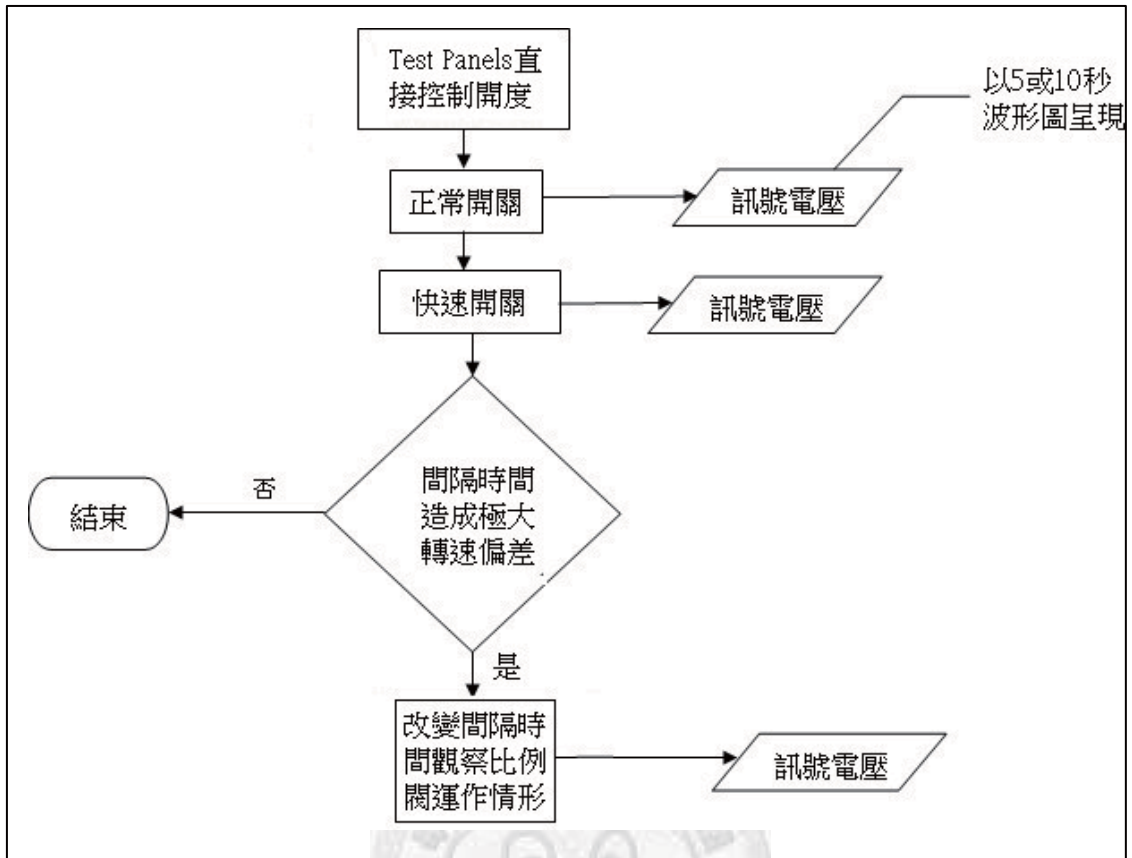 Test Panels直
接控制開度
以5或10秒
波形圖呈現
正常開關
訊號電壓
快速開關
訊號電壓
間隔時間
造成極大
轉速偏差
否
結束
是
改變間隔時
間觀察比例
閥運作情形
訊號電壓